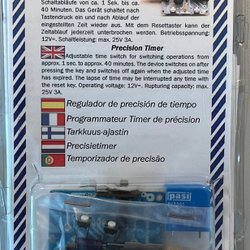 Schaltabläufe von ca. 1 Sek. bis ca.
40 Minuten. Das Gerät schaltet nach
Tastendruck ein und nach Ablauf der
eingestellten Zeit wieder aus. Mit dem Resettaster kann der
Zeitablauf jederzeit unterbrochen werden. Betriebsspannung:
12V=. Schaltleistung: max. 25V 3A.
Precision Timer
Adjustable time switch for switching operations from
approx. 1 sec. to approx. 40 minutes. The device switches on after
pressing the key and switches off again when the adjusted time
has expired. The lapse of time may be interrupted any time
with the reset key. Operating voltage: 12V=. Rupturing capacity: max.
25V 3A.
Regulador de precisión de tiempo
Programmateur Timer de précision
Tarkkuus-ajastin
Precisietimer
Temporizador de precisão
pasi